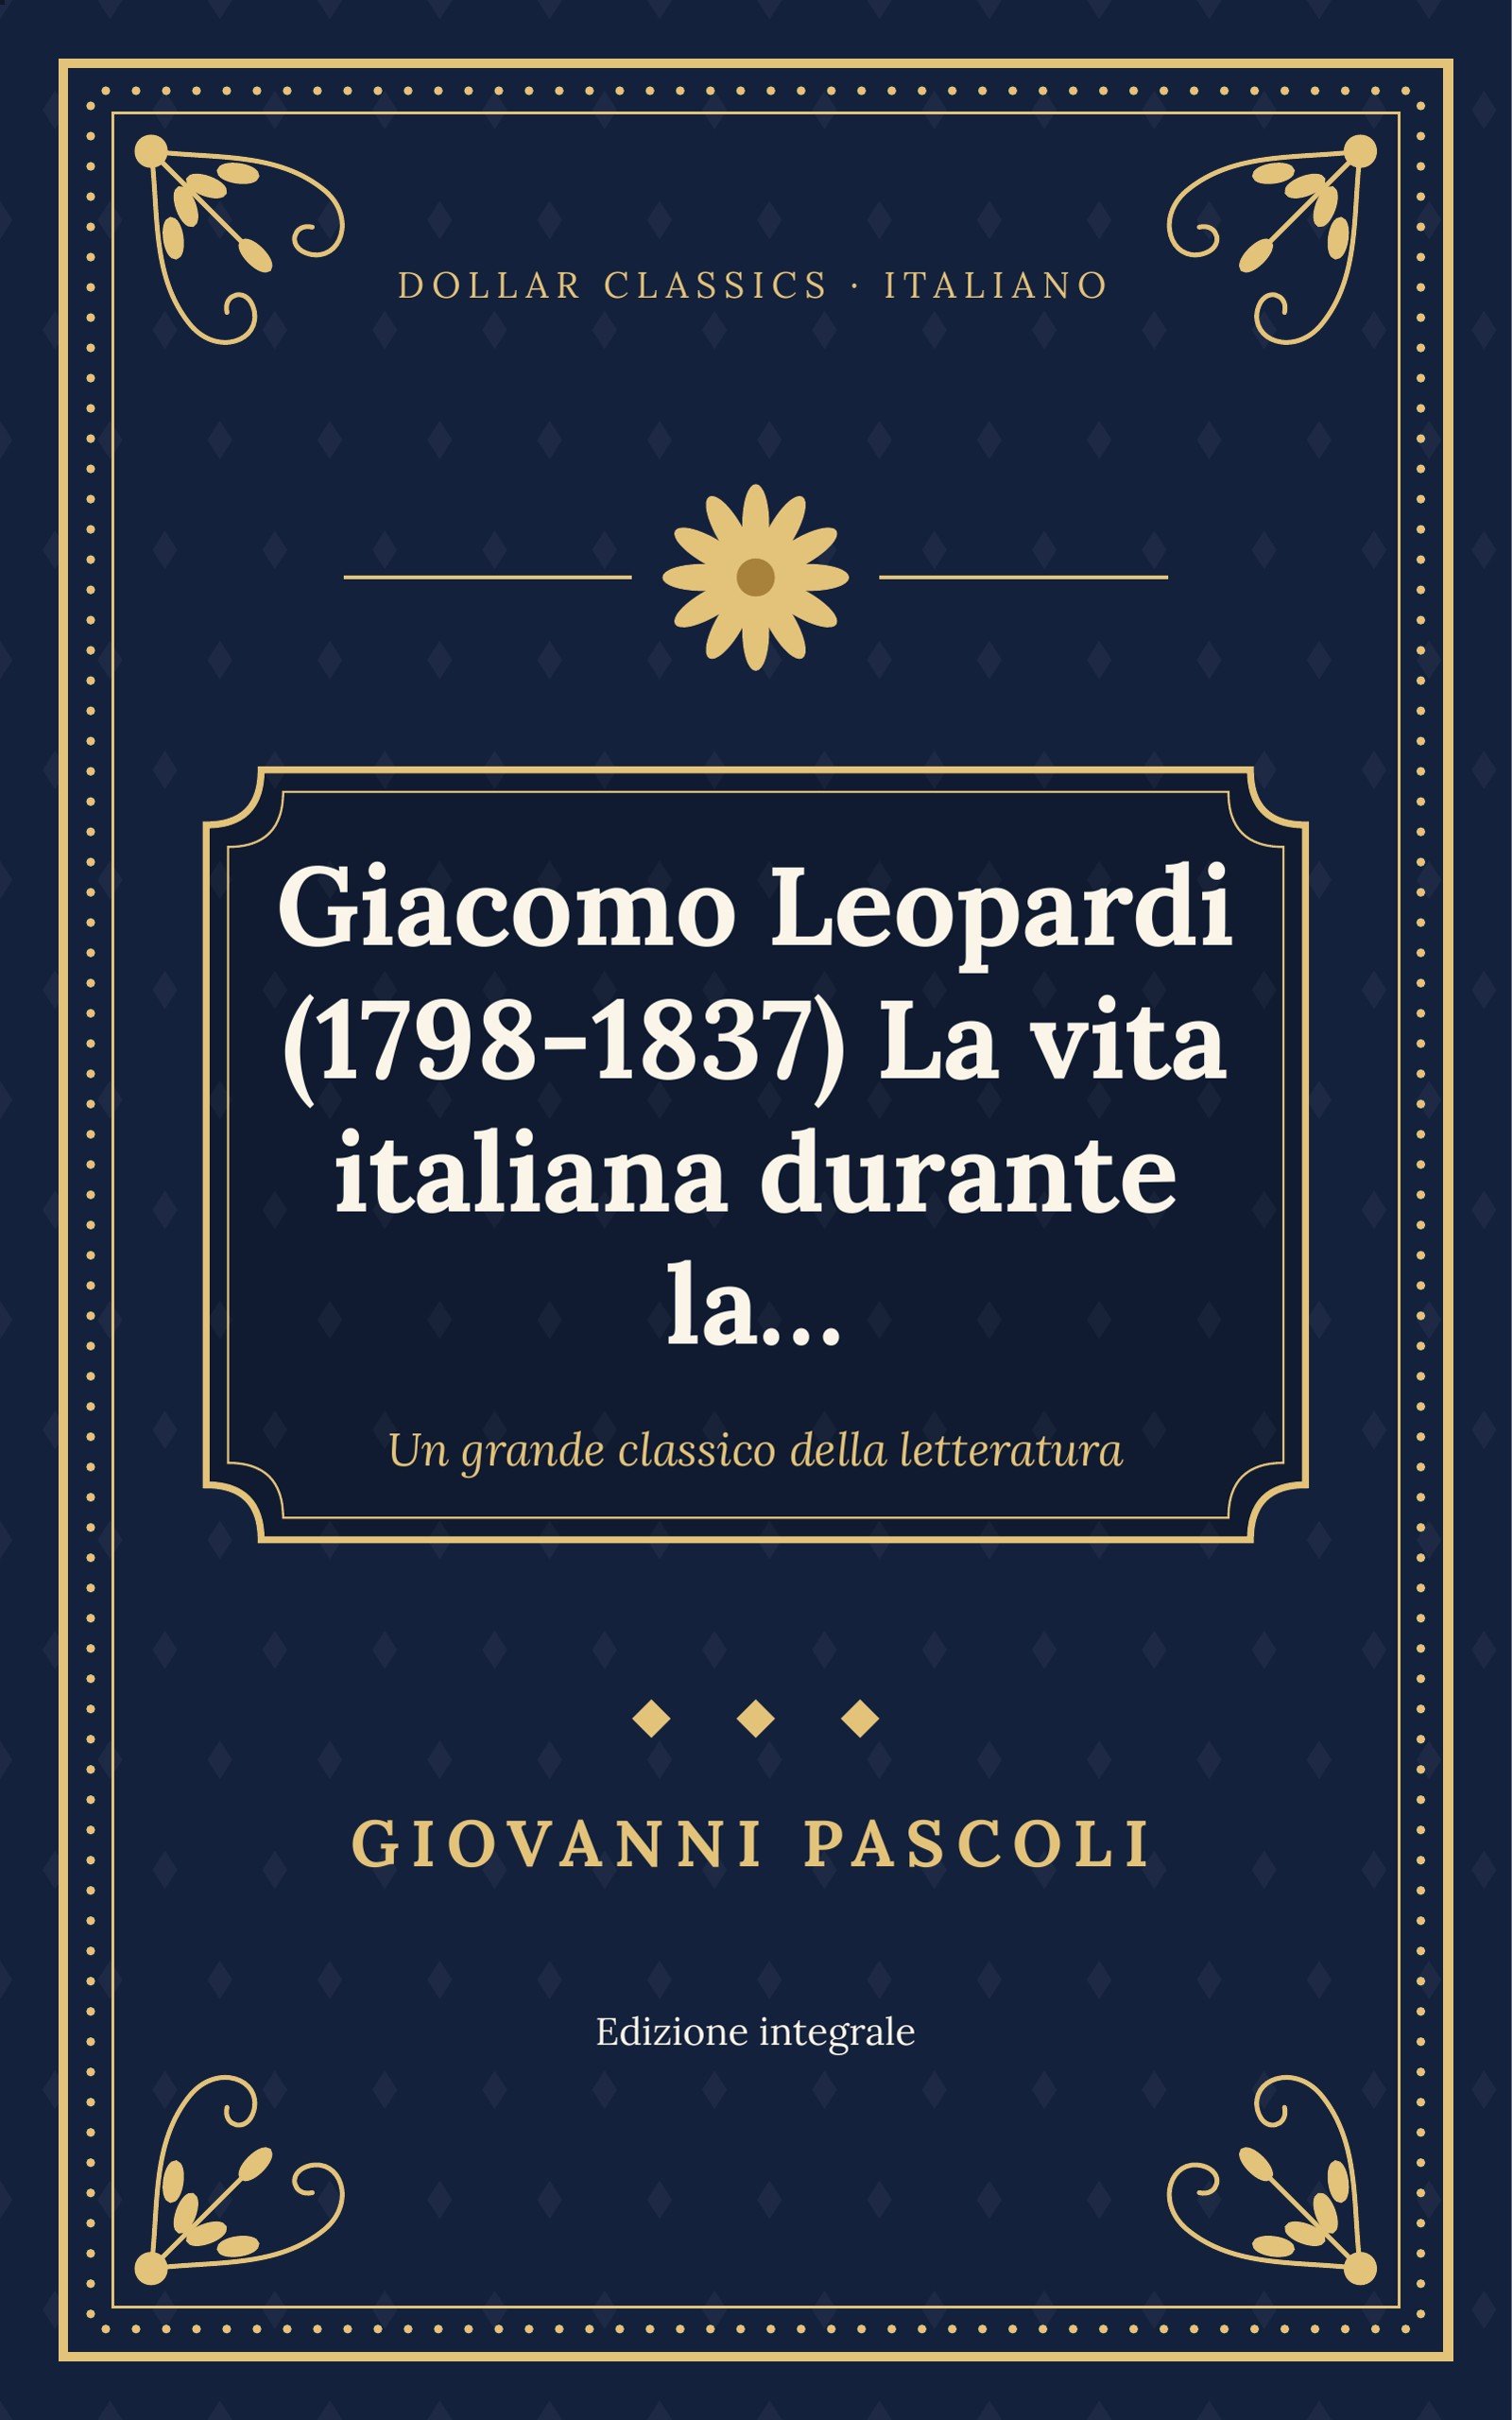 DOLLAR CLASSICS · ITALIANO
Giacomo Leopardi
(1798-1837) La vita
italiana durante
la...
Un grande classico della letteratura
GIOVANNI PASCOLI
Edizione integrale